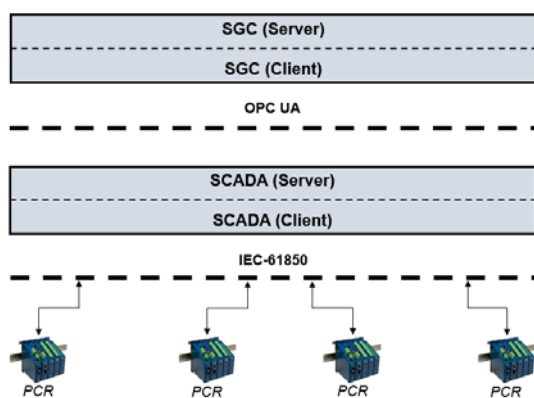 SGC (Server)
SGC (Client)
OPC UA
SCADA (Server)
SCADA (Client)
IEC-61850
PCR
PCR
PCR
PCR